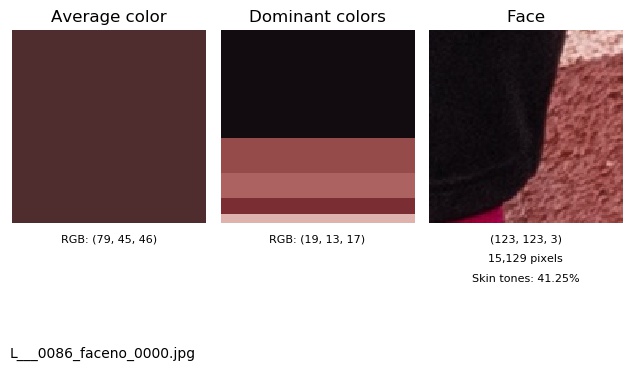 Average color
Dominant colors
Face
RGB: (79, 45, 46)
RGB: (19, 13, 17)
(123, 123, 3)
15,129 pixels
Skin tones: 41.25%
L___0086_faceno_0000.jpg